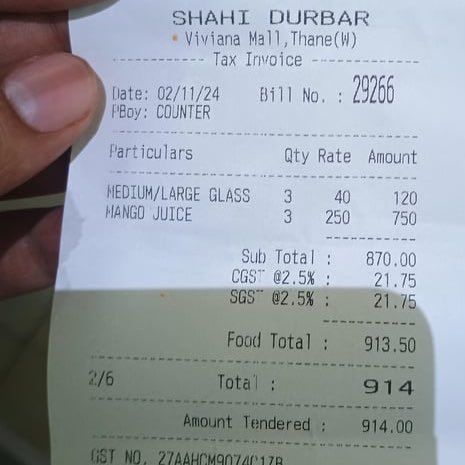 SHAHI DURBAR
Viviana Mall,Thane(W)
Tax Invoice
Date: 02/11/24 Bill No. : 29266
PBoy: COUNTER
Particulars Qty Rate Amount
MEDIUM/LARGE GLASS 3 40 120
MANGO JUICE 3 250 750
Sub Total : 870.00
CGST @2.5% : 21.75
SGST @2.5% : 21.75
Food Total : 913.50
2/6 Total : 914
Amount Tendered : 914.00
GST NO.